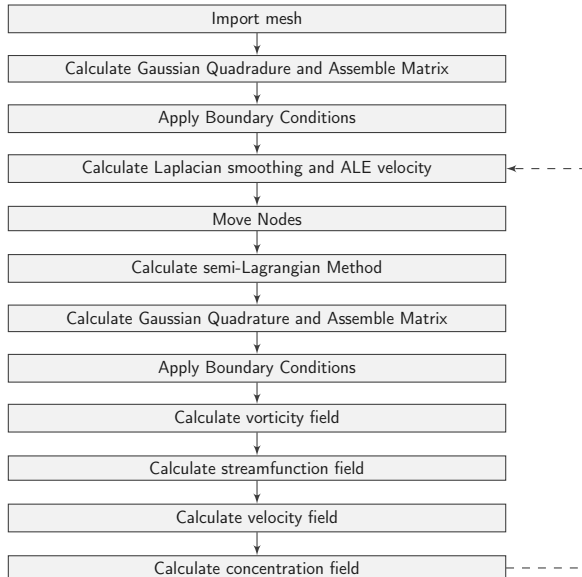 Import mesh
Calculate Gaussian Quadradure and Assemble Matrix
Apply Boundary Conditions
Calculate Laplacian smoothing and ALE velocity
Move Nodes
Calculate semi-Lagrangian Method
Calculate Gaussian Quadrature and Assemble Matrix
Apply Boundary Conditions
Calculate vorticity field
Calculate streamfunction field
Calculate velocity field
Calculate concentration field